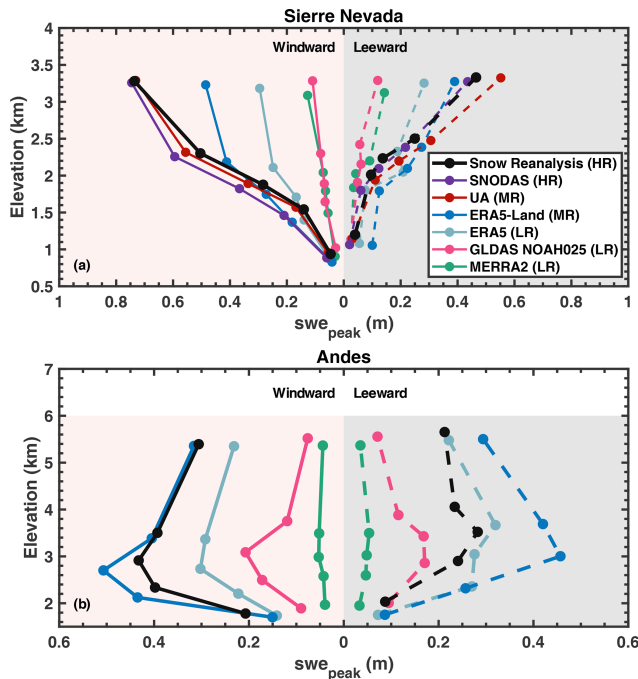 Sierre Nevada
Windward Leeward
4
3.5
3
2.5
2
1.5
1
0.5
Elevation (km)
Snow Reanalysis (HR)
SNODAS (HR)
UA (MR)
ERA5-Land (MR)
ERA5 (LR)
GLDAS NOAH025 (LR)
MERRA2 (LR)
(a)
1 0.8 0.6 0.4 0.2 0 0.2 0.4 0.6 0.8 1
swe_peak (m)
Andes
Windward Leeward
7
6
5
4
3
2
Elevation (km)
(b)
0.6 0.4 0.2 0 0.2 0.4 0.6
swe_peak (m)